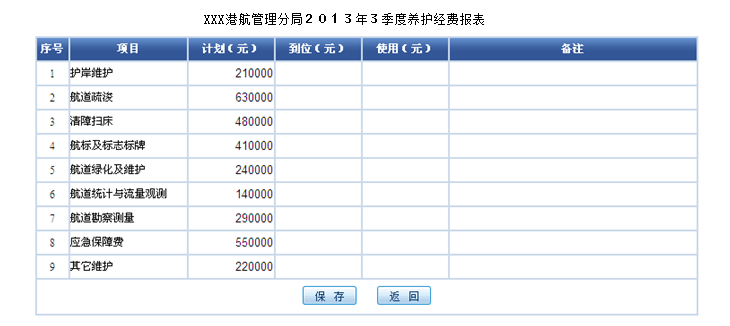 XXX港航管理分局2013年3季度养护经费报表
序号 项目 计划(元) 到位(元) 使用(元) 备注
1 护岸维护 210000
2 航道疏浚 630000
3 清障扫床 480000
4 航标及标志标牌 410000
5 航道绿化及维护 240000
6 航道统计与流量观测 140000
7 航道勘察测量 290000
8 应急保障费 550000
9 其它维护 220000
保 存 返 回